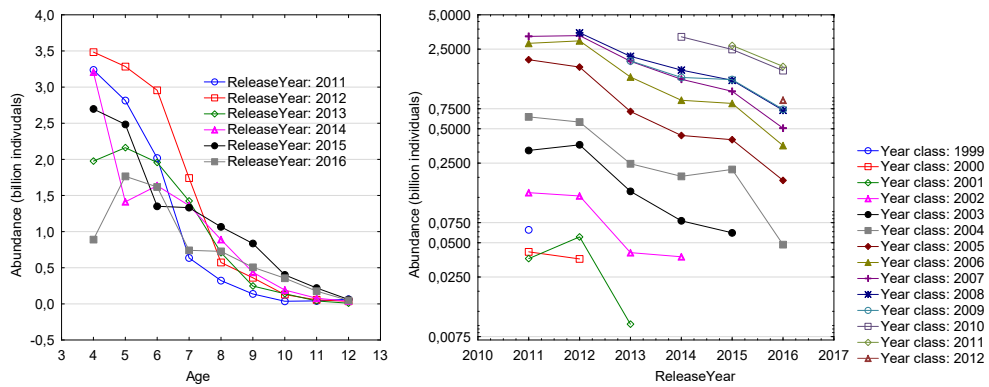 4,0
3,5
3,0
2,5
2,0
1,5
1,0
0,5
0,0
-0,5
Abundance (billion indivudals)
3 4 5 6 7 8 9 10 11 12 13
Age
ReleaseYear: 2011
ReleaseYear: 2012
ReleaseYear: 2013
ReleaseYear: 2014
ReleaseYear: 2015
ReleaseYear: 2016
5,0000
2,5000
0,7500
0,5000
0,2500
0,0750
0,0500
0,0250
0,0075
Abundance (billion individuals)
2010 2011 2012 2013 2014 2015 2016 2017
ReleaseYear
Year class: 1999
Year class: 2000
Year class: 2001
Year class: 2002
Year class: 2003
Year class: 2004
Year class: 2005
Year class: 2006
Year class: 2007
Year class: 2008
Year class: 2009
Year class: 2010
Year class: 2011
Year class: 2012